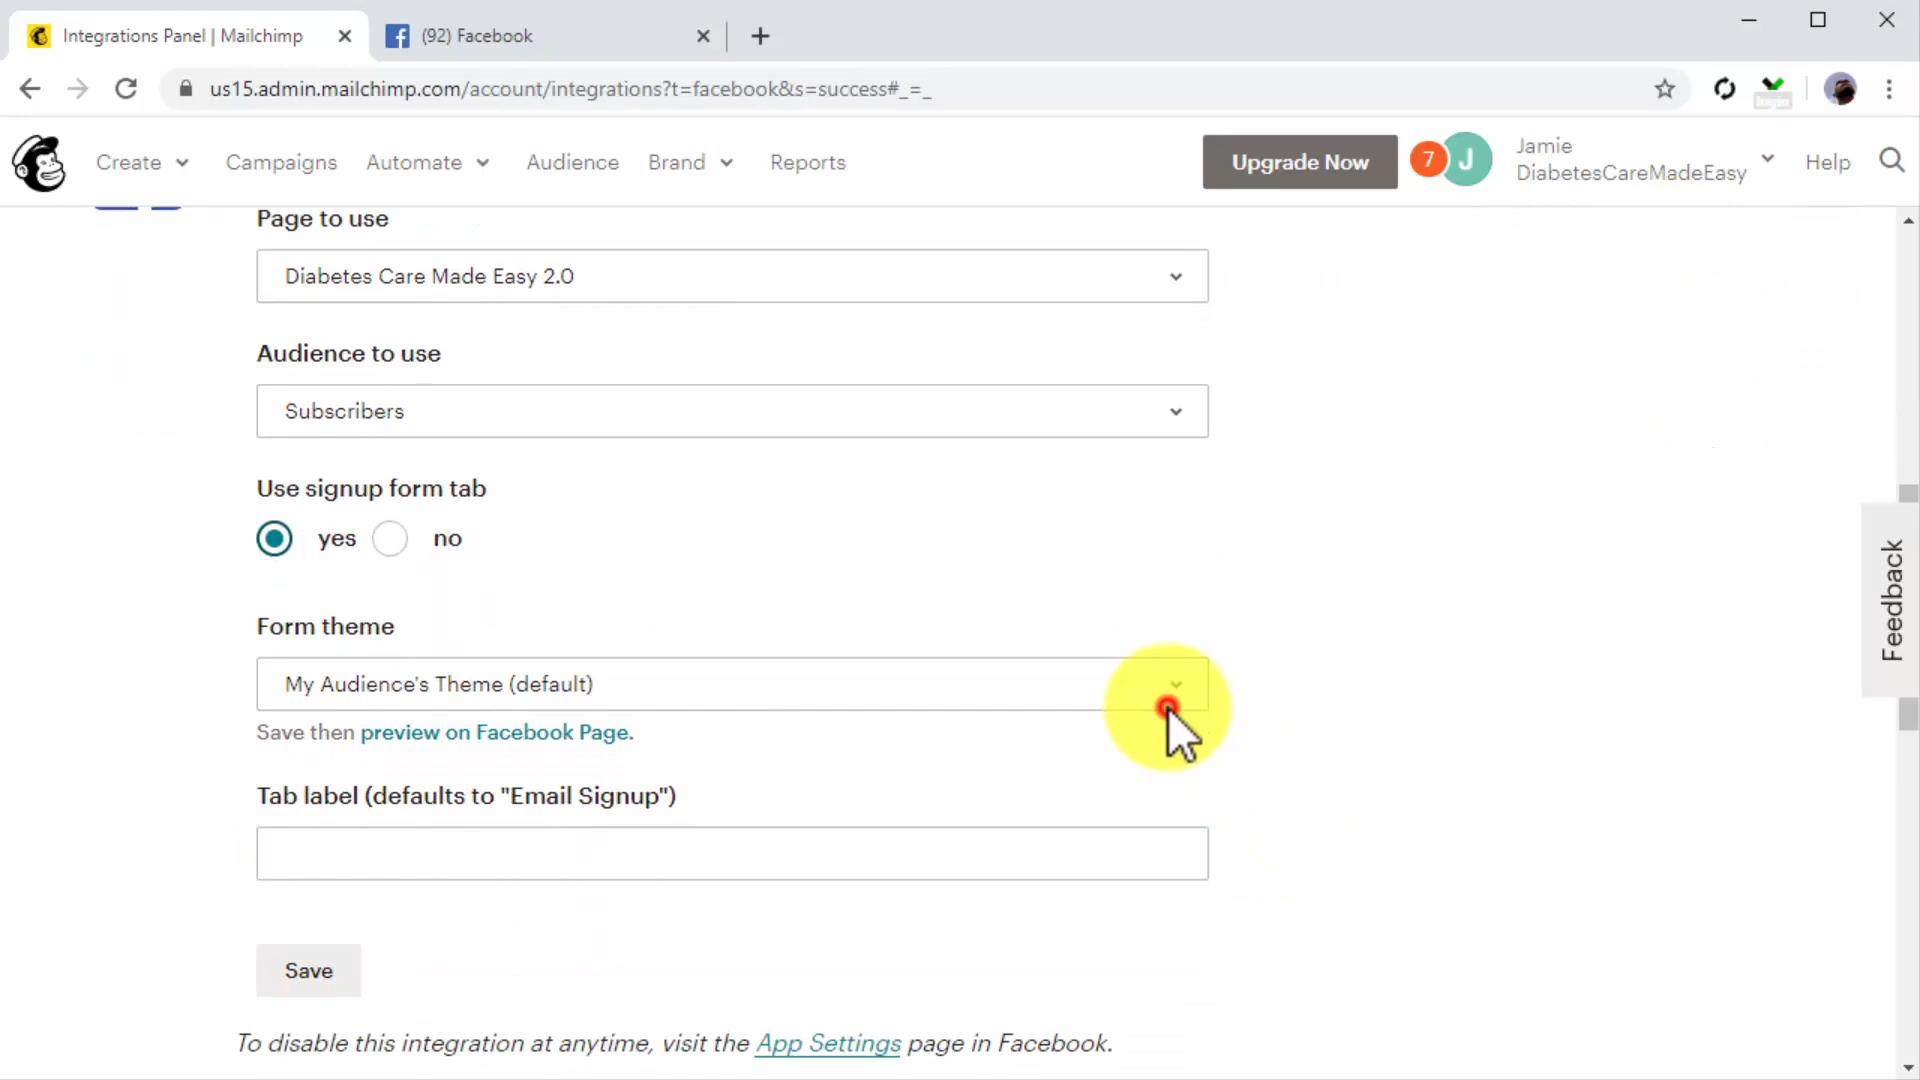 Integrations Panel | Mailchimp
(92) Facebook
us15.admin.mailchimp.com/account/integrations?t=facebook&s=success#_=_
login
Create
Campaigns
Automate
Audience
Brand
Reports
Upgrade Now
7
J
Jamie
DiabetesCareMadeEasy
Help
Page to use
Diabetes Care Made Easy 2.0
Audience to use
Subscribers
Use signup form tab
yes
no
Form theme
My Audience's Theme (default)
Save then preview on Facebook Page.
Tab label (defaults to "Email Signup")
Save
To disable this integration at anytime, visit the App Settings page in Facebook.
Feedback